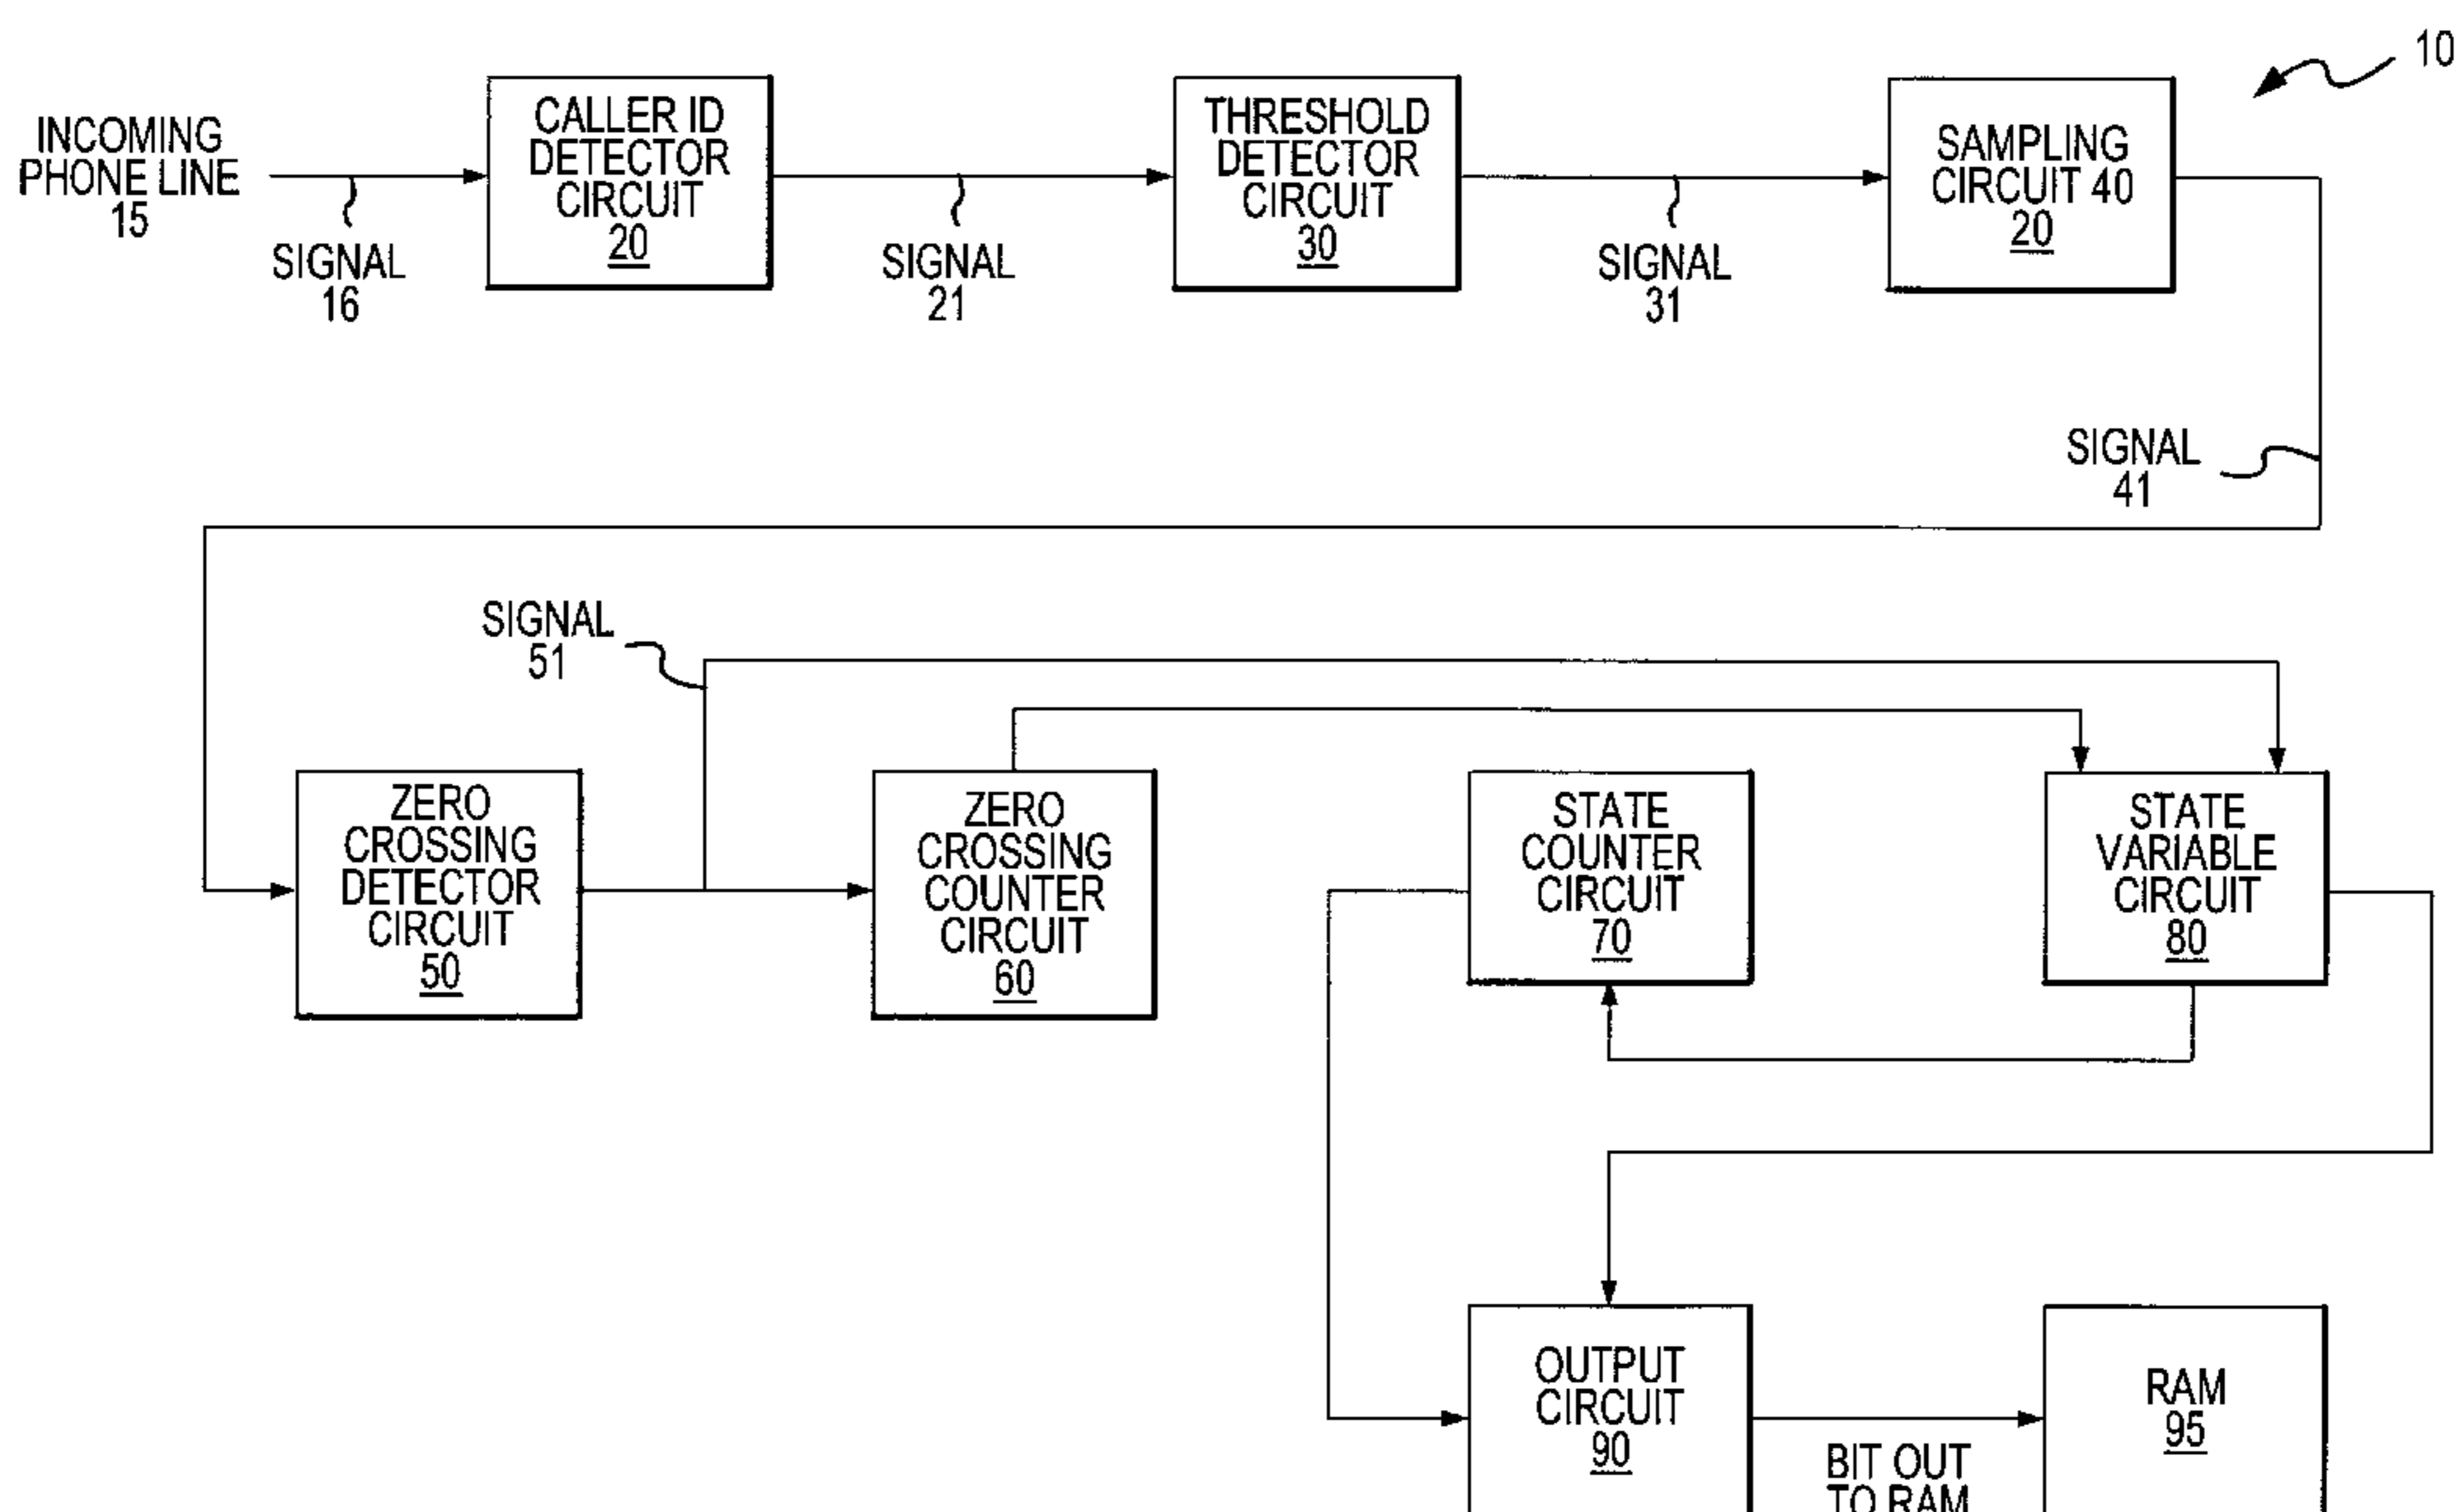 10
INCOMING
PHONE LINE
15
SIGNAL
16
CALLER ID
DETECTOR
CIRCUIT
20
SIGNAL
21
THRESHOLD
DETECTOR
CIRCUIT
30
SIGNAL
31
SAMPLING
CIRCUIT 40
20
SIGNAL
41
SIGNAL
51
ZERO
CROSSING
DETECTOR
CIRCUIT
50
ZERO
CROSSING
COUNTER
CIRCUIT
60
STATE
COUNTER
CIRCUIT
70
STATE
VARIABLE
CIRCUIT
80
OUTPUT
CIRCUIT
90
BIT OUT
TO RAM
RAM
95